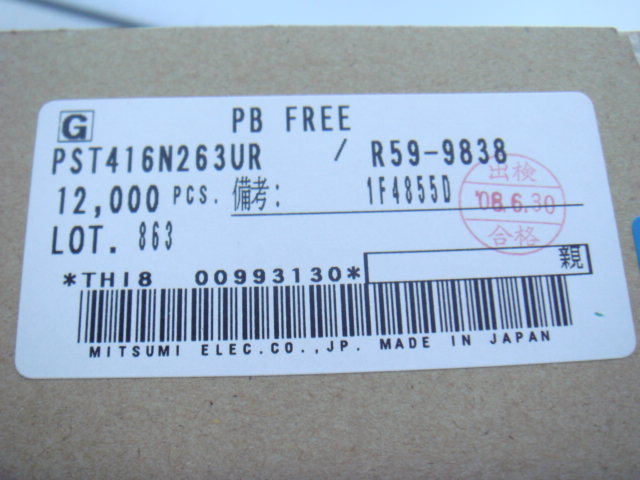 G PB FREE
PST416N263UR / R59-9838
12,000 PCS. 備考: 1F4855D
LOT. 863
出検
'08.6.30
合格
親
*THI8 00993130*
MITSUMI ELEC.CO.,JP. MADE IN JAPAN